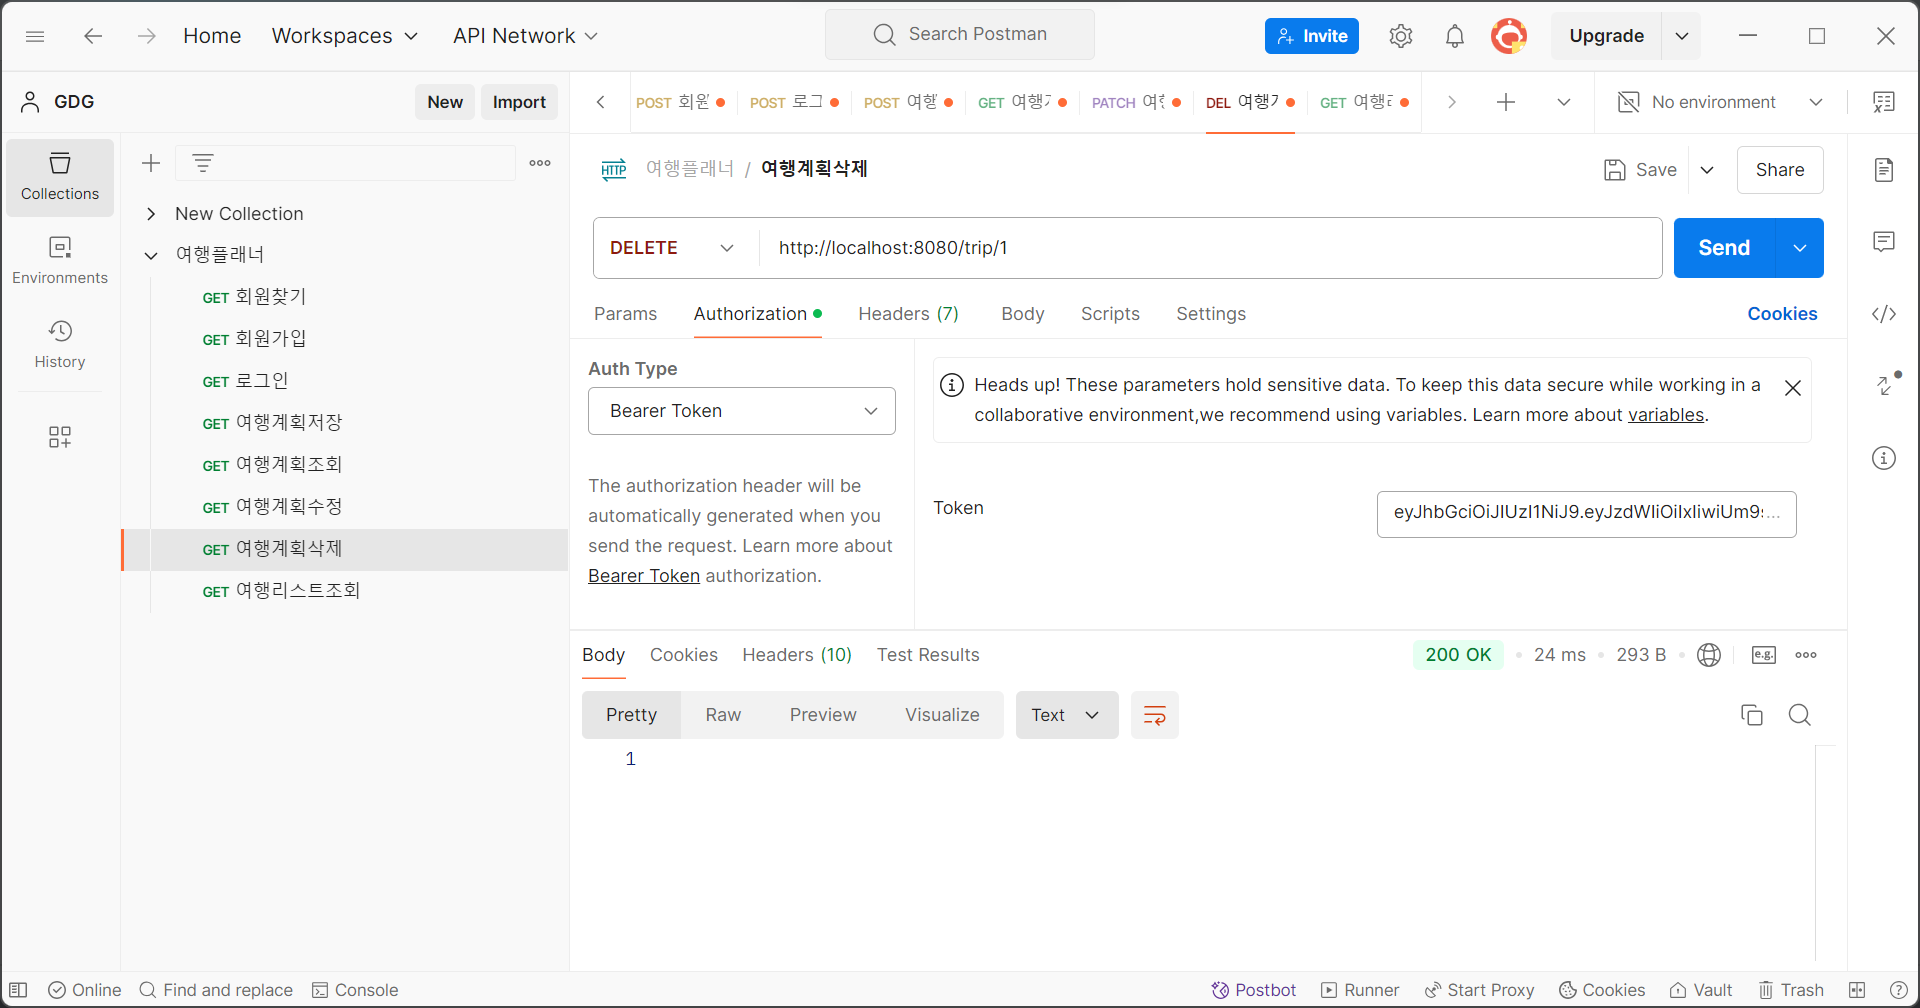 Home Workspaces API Network Search Postman Invite Upgrade
GDG New Import
POST 회원 POST 로그 POST 여행 GET 여행 PATCH 여행 DEL 여행 GET 여행 No environment
Collections
Environments
History
New Collection
여행플래너
GET 회원찾기
GET 회원가입
GET 로그인
GET 여행계획저장
GET 여행계획조회
GET 여행계획수정
GET 여행계획삭제
GET 여행리스트조회
HTTP 여행플래너 / 여행계획삭제 Save Share
DELETE http://localhost:8080/trip/1 Send
Params Authorization Headers (7) Body Scripts Settings Cookies
Auth Type
Bearer Token
The authorization header will be
automatically generated when you
send the request. Learn more about
Bearer Token authorization.
Heads up! These parameters hold sensitive data. To keep this data secure while working in a
collaborative environment,we recommend using variables. Learn more about variables.
Token eyJhbGciOiJIUzI1NiJ9.eyJzdWIiOiIxIiwiUm9s...
Body Cookies Headers (10) Test Results 200 OK 24 ms 293 B e.g.
Pretty Raw Preview Visualize Text
1
Online Find and replace Console Postbot Runner Start Proxy Cookies Vault Trash